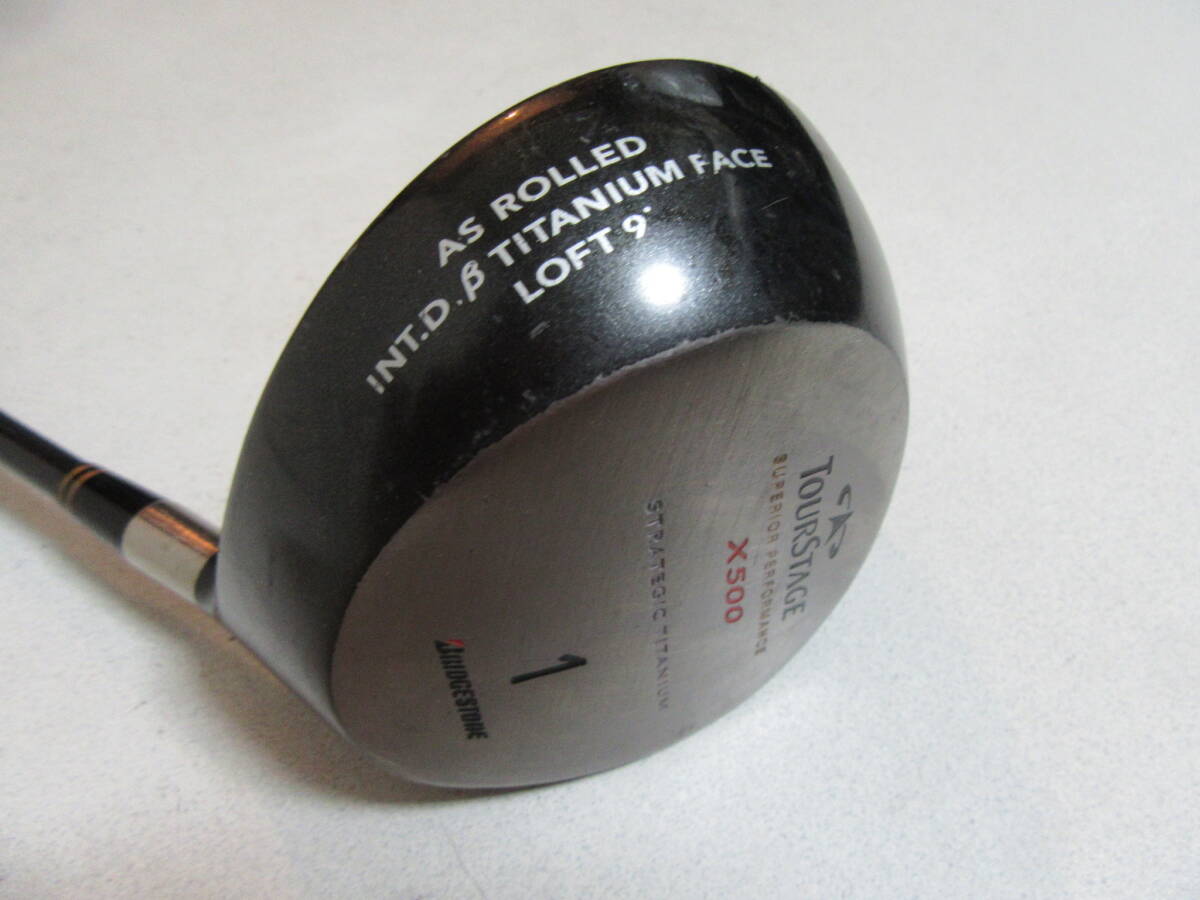 AS ROLLED
INT.D.β TITANIUM FACE
LOFT 9°
TOURSTAGE
SUPERIOR PERFORMANCE
X500
STRATEGIC TITANIUM
1
BRIDGESTONE